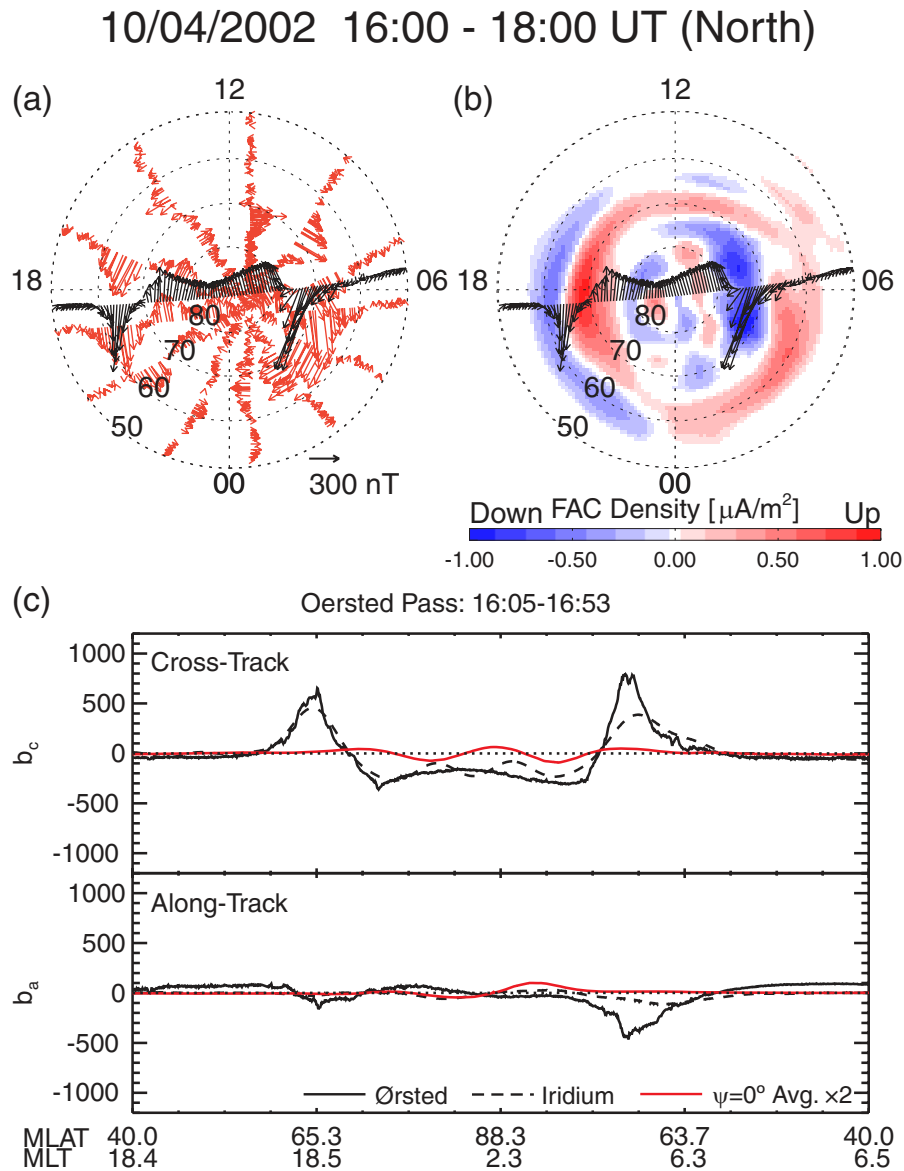 10/04/2002 16:00 - 18:00 UT (North)
(a)
(b)
12
12
18
06
18
06
80
70
60
50
80
70
60
50
00
00
300 nT
Down FAC Density [μA/m²] Up
-1.00 -0.50 0.00 0.50 1.00
(c)
Oersted Pass: 16:05-16:53
Cross-Track
1000
500
0
-500
-1000
b_c
Along-Track
1000
500
0
-500
-1000
b_a
Ørsted Iridium ψ=0° Avg. ×2
MLAT 40.0 65.3 88.3 63.7 40.0
MLT 18.4 18.5 2.3 6.3 6.5